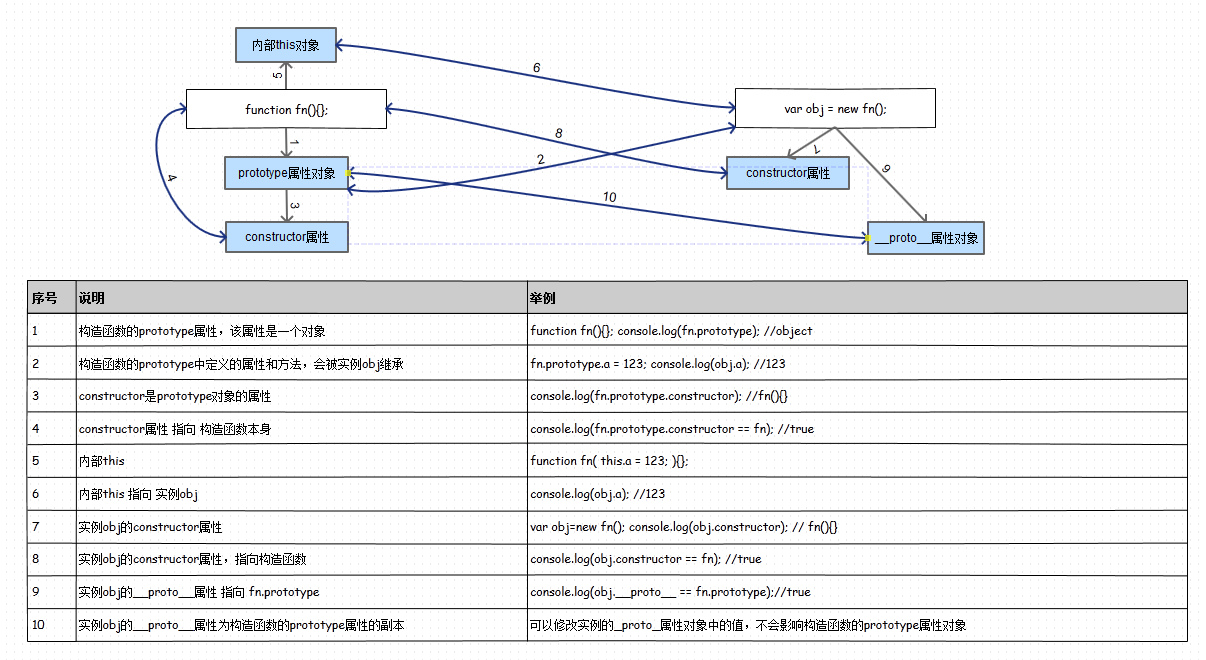 内部this对象
6
5
function fn(){};
var obj = new fn();
4
1
8
2
7
9
prototype属性对象
constructor属性
3
10
constructor属性
__proto__属性对象
序号 说明 举例
1 构造函数的prototype属性，该属性是一个对象 function fn(){}; console.log(fn.prototype); //object
2 构造函数的prototype中定义的属性和方法，会被实例obj继承 fn.prototype.a = 123; console.log(obj.a); //123
3 constructor是prototype对象的属性 console.log(fn.prototype.constructor); //fn(){}
4 constructor属性 指向 构造函数本身 console.log(fn.prototype.constructor == fn); //true
5 内部this function fn( this.a = 123; ){};
6 内部this 指向 实例obj console.log(obj.a); //123
7 实例obj的constructor属性 var obj=new fn(); console.log(obj.constructor); // fn(){}
8 实例obj的constructor属性，指向构造函数 console.log(obj.constructor == fn); //true
9 实例obj的__proto__属性 指向 fn.prototype console.log(obj.__proto__ == fn.prototype);//true
10 实例obj的__proto__属性为构造函数的prototype属性的副本 可以修改实例的_proto_属性对象中的值，不会影响构造函数的prototype属性对象